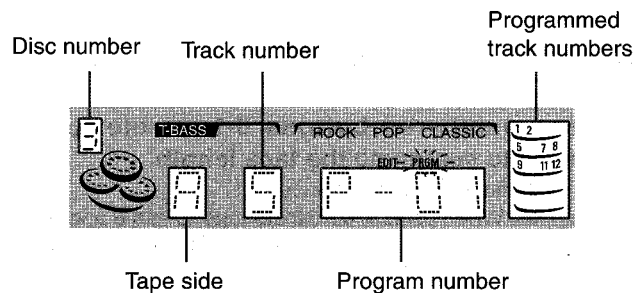 Programmed
Disc number Track number track numbers
3 T-BASS ROCK POP CLASSIC
EDIT PRGM
A 5 P-01
1 2
5 7 8
9 11 12
Tape side Program number